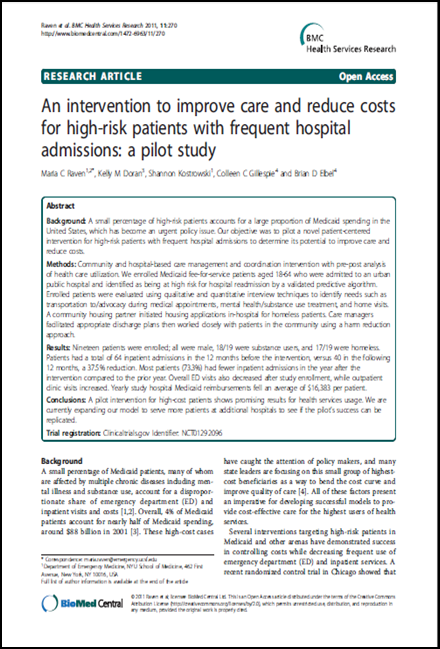 Raven et al. BMC Health Services Research 2011, 11:270
http://www.biomedcentral.com/1472-6963/11/270
BMC
Health Services Research
RESEARCH ARTICLE Open Access
An intervention to improve care and reduce costs
for high-risk patients with frequent hospital
admissions: a pilot study
Maria C Raven1,2*, Kelly M Doran3, Shannon Kostrowski1, Colleen C Gillespie4 and Brian D Elbel4
Abstract
Background: A small percentage of high-risk patients accounts for a large proportion of Medicaid spending in the
United States, which has become an urgent policy issue. Our objective was to pilot a novel patient-centered
intervention for high-risk patients with frequent hospital admissions to determine its potential to improve care and
reduce costs.
Methods: Community and hospital-based care management and coordination intervention with pre-post analysis
of health care utilization. We enrolled Medicaid fee-for-service patients aged 18-64 who were admitted to an urban
public hospital and identified as being at high risk for hospital readmission by a validated predictive algorithm.
Enrolled patients were evaluated using qualitative and quantitative interview techniques to identify needs such as
transportation to/advocacy during medical appointments, mental health/substance use treatment, and home visits.
A community housing partner initiated housing applications in-hospital for homeless patients. Care managers
facilitated appropriate discharge plans then worked closely with patients in the community using a harm reduction
approach.
Results: Nineteen patients were enrolled; all were male, 18/19 were substance users, and 17/19 were homeless.
Patients had a total of 64 inpatient admissions in the 12 months before the intervention, versus 40 in the following
12 months, a 37.5% reduction. Most patients (73.3%) had fewer inpatient admissions in the year after the
intervention compared to the prior year. Overall ED visits also decreased after study enrollment, while outpatient
clinic visits increased. Yearly study hospital Medicaid reimbursements fell an average of $16,383 per patient.
Conclusions: A pilot intervention for high-cost patients shows promising results for health services usage. We are
currently expanding our model to serve more patients at additional hospitals to see if the pilot's success can be
replicated.
Trial registration: Clinicaltrials.gov Identifier: NCT01292096
Background
A small percentage of Medicaid patients, many of whom
are affected by multiple chronic diseases including men-
tal illness and substance use, account for a dispropor-
tionate share of emergency department (ED) and
inpatient visits and costs [1,2]. Overall, 4% of Medicaid
patients account for nearly half of Medicaid spending,
around $88 billion in 2001 [3]. These high-cost cases
have caught the attention of policy makers, and many
state leaders are focusing on this small group of highest-
cost beneficiaries as a way to bend the cost curve and
improve quality of care [4]. All of these factors present
an imperative for developing successful models to pro-
vide cost-effective care for the highest users of health
services.
Several interventions targeting high-risk patients in
Medicaid and other arenas have demonstrated success
in controlling costs while decreasing frequent use of
emergency department (ED) and inpatient services. A
recent randomized control trial in Chicago showed that
* Correspondence: maria.raven@emergency.ucsf.edu
1Department of Emergency Medicine, NYU School of Medicine, 462 First
Avenue, New York, NY 10016, USA
Full list of author information is available at the end of the article
BioMed Central
© 2011 Raven et al; licensee BioMed Central Ltd. This is an Open Access article distributed under the terms of the Creative Commons
Attribution License (http://creativecommons.org/licenses/by/2.0), which permits unrestricted use, distribution, and reproduction in
any medium, provided the original work is properly cited.